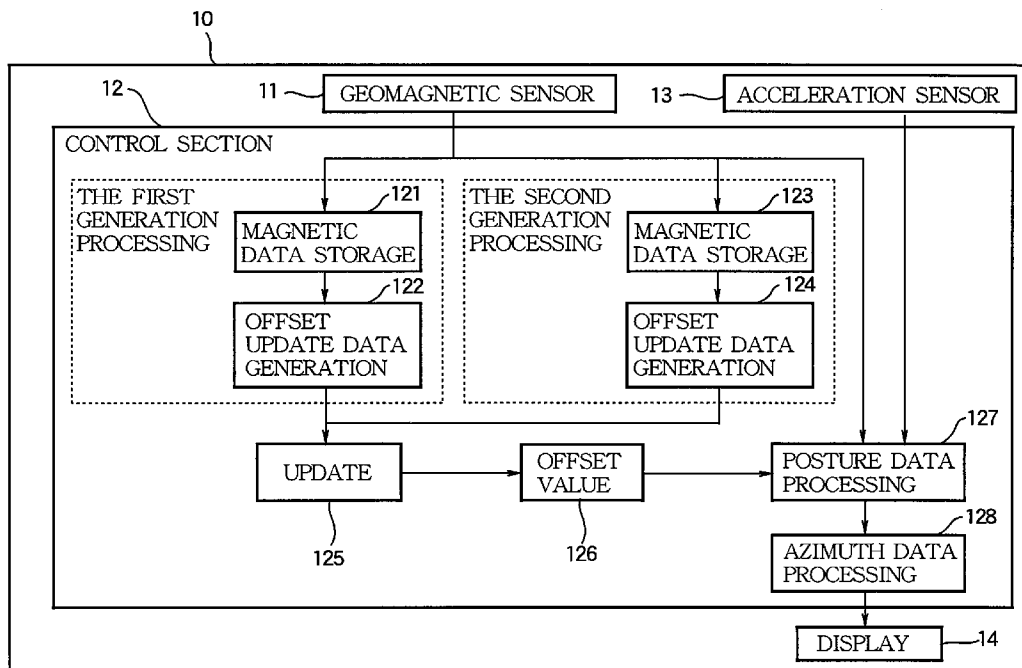 10
12
11
GEOMAGNETIC SENSOR
13
ACCELERATION SENSOR
CONTROL SECTION
THE FIRST
GENERATION
PROCESSING
121
MAGNETIC
DATA STORAGE
122
OFFSET
UPDATE DATA
GENERATION
THE SECOND
GENERATION
PROCESSING
123
MAGNETIC
DATA STORAGE
124
OFFSET
UPDATE DATA
GENERATION
UPDATE
125
OFFSET
VALUE
126
127
POSTURE DATA
PROCESSING
128
AZIMUTH DATA
PROCESSING
DISPLAY
14